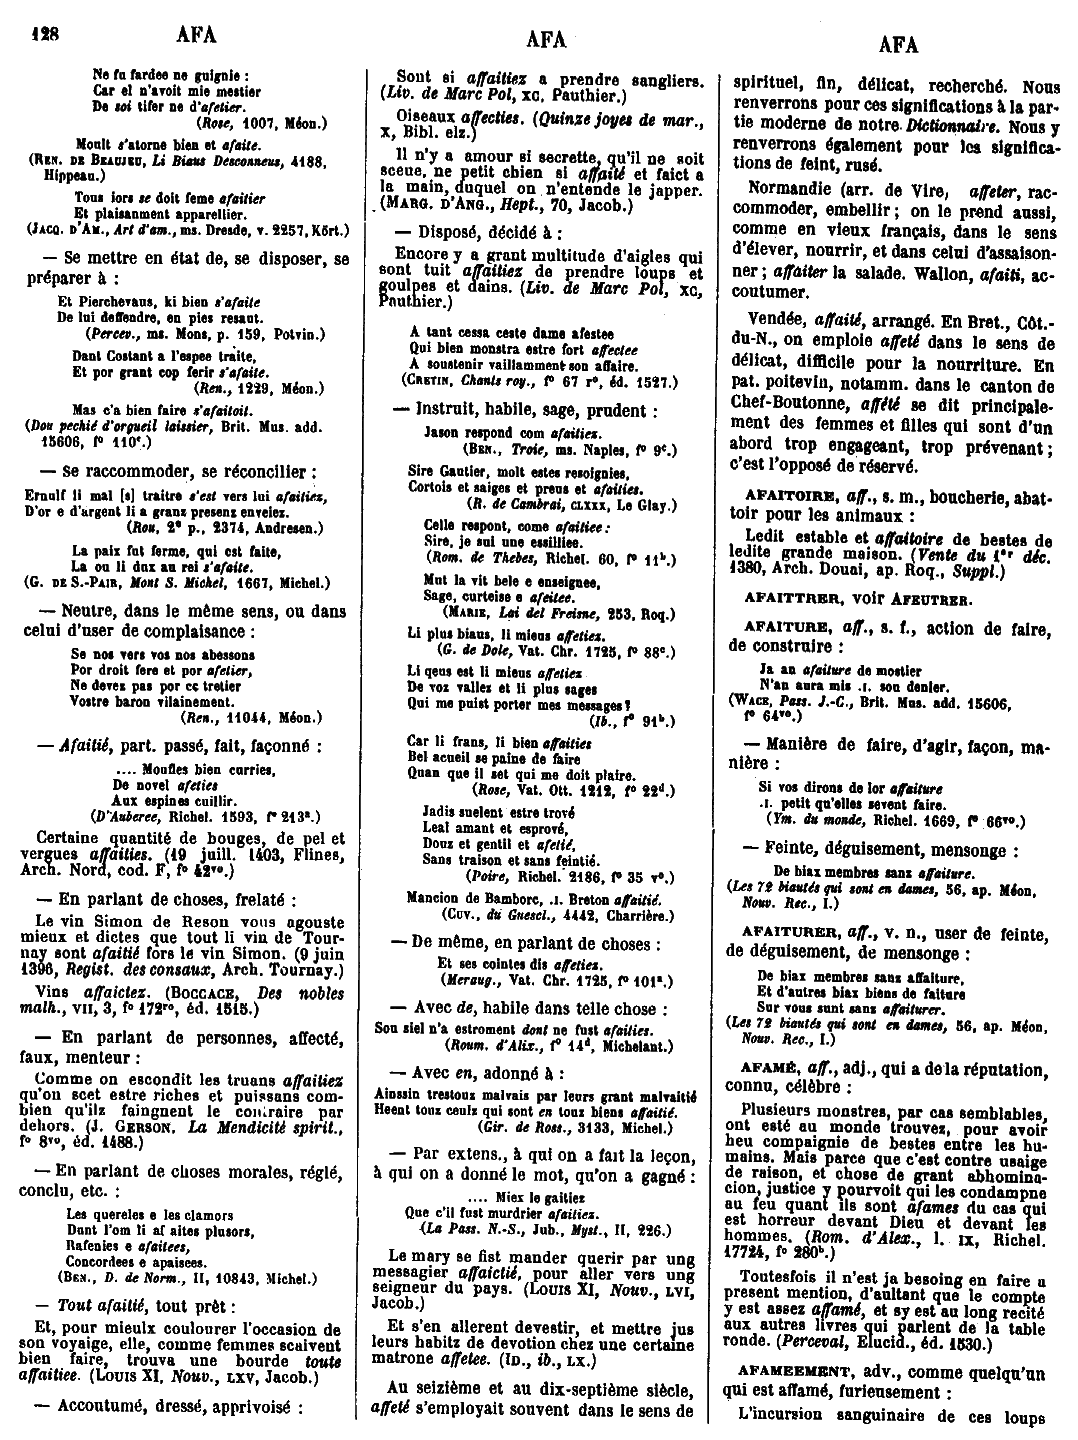 128 AFA
Ne fu fardee ne guignie :
Car el n'avoit mie mestier
De soi tifer ne d'afetier.
(Rose, 1007, Méon.)
Moult s'atorne bien et afaite.
(REN. DE BEAUJEU, Li Biaus Desconneus, 4188,
Hippeau.)
Tous iors se doit feme afaitier
Et plaisanment apparellier.
(JACQ. D'AM., Art d'am., ms. Dresde, v. 2257, Kört.)
— Se mettre en état de, se disposer, se
préparer à :
Et Pierchevaus, ki bien s'afaite
De lui deffendre, en pies resaut.
(Percev., ms. Mons, p. 159, Potvin.)
Dant Costant a l'espee traite,
Et por grant cop ferir s'afaite.
(Ren., 1229, Méon.)
Mas c'a bien faire s'afaitoit.
(Dou pechié d'orgueil laissier, Brit. Mus. add.
15606, fº 110ᶜ.)
— Se raccommoder, se réconcilier :
Ernulf li mal [s] traitre s'est vers lui afaitiez,
D'or e d'argent li a granz presenz enveiez.
(Rou, 2ᵉ p., 2374, Andresen.)
La paix fut ferme, qui est faite,
La ou li dux au rei s'afaite.
(G. DE S.-PAIR, Mont S. Michel, 1667, Michel.)
— Neutre, dans le même sens, ou dans
celui d'user de complaisance :
Se nos vers vos nos abessons
Por droit fere et por afetier,
Ne devez pas por ce tretier
Vostre baron vilainement.
(Ren., 11044, Méon.)
— Afaitié, part. passé, fait, façonné :
.... Moufles bien curries,
De novel afeties
Aux espines cuillir.
(D'Auberee, Richel. 1593, fº 213ᵃ.)
Certaine quantité de bouges, de pel et
vergues affaities. (19 juill. 1403, Flines,
Arch. Nord, cod. F, fº 42ᵛᵒ.)
— En parlant de choses, frelaté :
Le vin Simon de Reson vous agouste
mieux et dictes que tout li vin de Tour-
nay sont afaitié fors le vin Simon. (9 juin
1396, Regist. des consaux, Arch. Tournay.)
Vins affaictez. (BOCCACE, Des nobles
malh., VII, 3, fº 172ʳᵒ, éd. 1515.)
— En parlant de personnes, affecté,
faux, menteur :
Comme on escondit les truans affaitiez
qu'on scet estre riches et puissans com-
bien qu'ilz faingnent le contraire par
dehors. (J. GERSON, La Mendicité spirit.,
fº 8ᵛᵒ, éd. 1488.)
— En parlant de choses morales, réglé,
conclu, etc. :
Les quereles e les clamors
Dunt l'om li af aites plusors,
Rafenies e afaitees,
Concordees e apaisees.
(BEN., D. de Norm., II, 10843, Michel.)
— Tout afaitié, tout prêt :
Et, pour mieulx coulourer l'occasion de
son voyaige, elle, comme femmes scaivent
bien faire, trouva une bourde toute
affaitiee. (LOUIS XI, Nouv., LXV, Jacob.)
— Accoutumé, dressé, apprivoisé :
AFA
Sont si affaitiez a prendre sangliers.
(Liv. de Marc Pol, XC, Pauthier.)
Oiseaux affecties. (Quinze joyes de mar.,
X, Bibl. elz.)
Il n'y a amour si secrette, qu'il ne soit
sceue, ne petit chien si affaité et faict a
la main, duquel on n'entende le japper.
(MARG. D'ANG., Hept., 70, Jacob.)
— Disposé, décidé à :
Encore y a grant multitude d'aigles qui
sont tuit affaitiez de prendre loups et
goulpes et dains. (Liv. de Marc Pol, XC,
Pauthier.)
A tant cessa ceste dame afestee
Qui bien monstra estre fort affectee
A soustenir vaillamment son affaire.
(CRETIN, Chants roy., fº 67 rº, éd. 1527.)
— Instruit, habile, sage, prudent :
Jason respond com afaitiez.
(BEN., Troie, ms. Naples, fº 9ᶜ.)
Sire Gautier, molt estes resoignies,
Cortois et saiges et preus et afaities.
(R. de Cambrai, CLXXX, Le Glay.)
Celle respont, come afaitiee :
Sire, je sui une essilliee.
(Rom. de Thebes, Richel. 60, fº 11ᵇ.)
Mut la vit bele e enseignee,
Sage, curteise e afeitee.
(MARIE, Lai del Freisne, 253, Roq.)
Li plus biaus, li mieus affetiez.
(G. de Dole, Vat. Chr. 1725, fº 88ᶜ.)
Li qeus est li mieus affetiez
De voz vallez et li plus sages
Qui me puist porter mes messages ?
(Ib., fº 91ᵇ.)
Car li frans, li bien affaities
Bel acueil se paine de faire
Quan que il set qui me doit plaire.
(Rose, Vat. Ott. 1212, fº 22ᵈ.)
Jadis suelent estre trové
Leal amant et esprové,
Douz et gentil et afetié,
Sans traison et sans feintié.
(Poire, Richel. 2186, fº 35 vº.)
Mancion de Bamborc, .I. Breton affaitié.
(CUV., du Guescl., 4442, Charrière.)
— De même, en parlant de choses :
Et ses cointes dis affetiez.
(Meraug., Vat. Chr. 1725, fº 101ᵃ.)
— Avec de, habile dans telle chose :
Sou siel n'a estroment dont ne fust afaities.
(Roum. d'Alix., fº 14ᵈ, Michelant.)
— Avec en, adonné à :
Ainssin trestouz malvais par leurs grant malvaitié
Heent touz ceulz qui sont en touz biens affaitié.
(Gir. de Ross., 3133, Michel.)
— Par extens., à qui on a fait la leçon,
à qui on a donné le mot, qu'on a gagné :
.... Miex le gaitiez
Que c'il fust murdrier afaitiez.
(La Pass. N.-S., Jub., Myst., II, 226.)
Le mary se fist mander querir par ung
messagier affaictié, pour aller vers ung
seigneur du pays. (LOUIS XI, Nouv., LVI,
Jacob.)
Et s'en allerent devestir, et mettre jus
leurs habitz de devotion chez une certaine
matrone affetee. (ID., ib., LX.)
Au seizième et au dix-septième siècle,
affeté s'employait souvent dans le sens de
AFA
spirituel, fin, délicat, recherché. Nous
renverrons pour ces significations à la par-
tie moderne de notre Dictionnaire. Nous y
renverrons également pour les significa-
tions de feint, rusé.
Normandie (arr. de Vire, affeter, rac-
commoder, embellir ; on le prend aussi,
comme en vieux français, dans le sens
d'élever, nourrir, et dans celui d'assaison-
ner ; affaiter la salade. Wallon, afaiti, ac-
coutumer.
Vendée, affaité, arrangé. En Bret., Côt.-
du-N., on emploie affeté dans le sens de
délicat, difficile pour la nourriture. En
pat. poitevin, notamm. dans le canton de
Chef-Boutonne, affété se dit principale-
ment des femmes et filles qui sont d'un
abord trop engageant, trop prévenant ;
c'est l'opposé de réservé.
AFAITOIRE, aff., s. m., boucherie, abat-
toir pour les animaux :
Ledit estable et affaitoire de bestes de
ledite grande maison. (Vente du 1ᵉʳ déc.
1380, Arch. Douai, ap. Roq., Suppl.)
AFAITTRER, voir AFEUTRER.
AFAITURE, aff., s. f., action de faire,
de construire :
Ja an afaiture de mostier
N'an aura mis .I. son denier.
(WACE, Pass. J.-C., Brit. Mus. add. 15606,
fº 64ᵛᵒ.)
— Manière de faire, d'agir, façon, ma-
nière :
Si vos dirons de lor affaiture
.I. petit qu'elles sevent faire.
(Ym. du monde, Richel. 1669, fº 66ᵛᵒ.)
— Feinte, déguisement, mensonge :
De biax membres sanz affaiture.
(Les 72 biautés qui sont en dames, 56, ap. Méon,
Nouv. Rec., I.)
AFAITURER, aff., v. n., user de feinte,
de déguisement, de mensonge :
De biax membres sanz affaiture,
Et d'autres biax biens de faiture
Sur vous sunt sanz affaiturer.
(Les 72 biautés qui sont en dames, 56, ap. Méon,
Nouv. Rec., I.)
AFAMÉ, aff., adj., qui a de la réputation,
connu, célèbre :
Plusieurs monstres, par cas semblables,
ont esté au monde trouvez, pour avoir
heu compaignie de bestes entre les hu-
mains. Mais parce que c'est contre usaige
de raison, et chose de grant abhomina-
cion, justice y pourvoit qui les condampne
au feu quant ils sont afames du cas qui
est horreur devant Dieu et devant les
hommes. (Rom. d'Alex., l. IX, Richel.
17724, fº 280ᵇ.)
Toutesfois il n'est ja besoing en faire a
present mention, d'aultant que le compte
y est assez affamé, et sy est au long recité
aux autres livres qui parlent de la table
ronde. (Perceval, Elucid., éd. 1530.)
AFAMEEMENT, adv., comme quelqu'un
qui est affamé, furieusement :
L'incursion sanguinaire de ces loups